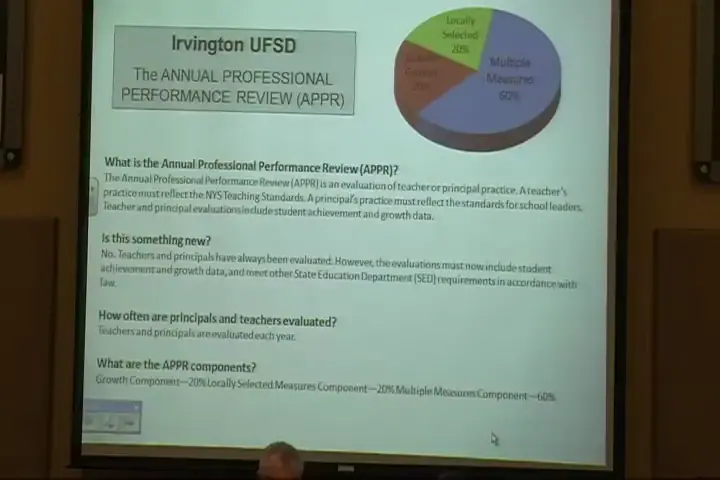 Irvington UFSD
The ANNUAL PROFESSIONAL
PERFORMANCE REVIEW (APPR)
Locally
Selected
20%
Multiple
Measures
60%
Growth
20%
What is the Annual Professional Performance Review (APPR)?
The Annual Professional Performance Review (APPR) is an evaluation of teacher or principal practice. A teacher's
practice must reflect the NYS Teaching Standards. A principal's practice must reflect the standards for school leaders.
Teacher and principal evaluations include student achievement and growth data.
Is this something new?
No. Teachers and principals have always been evaluated. However, the evaluations must now include student
achievement and growth data, and meet other State Education Department (SED) requirements in accordance with
law.
How often are principals and teachers evaluated?
Teachers and principals are evaluated each year.
What are the APPR components?
Growth Component—20% Locally Selected Measures Component—20% Multiple Measures Component—60%